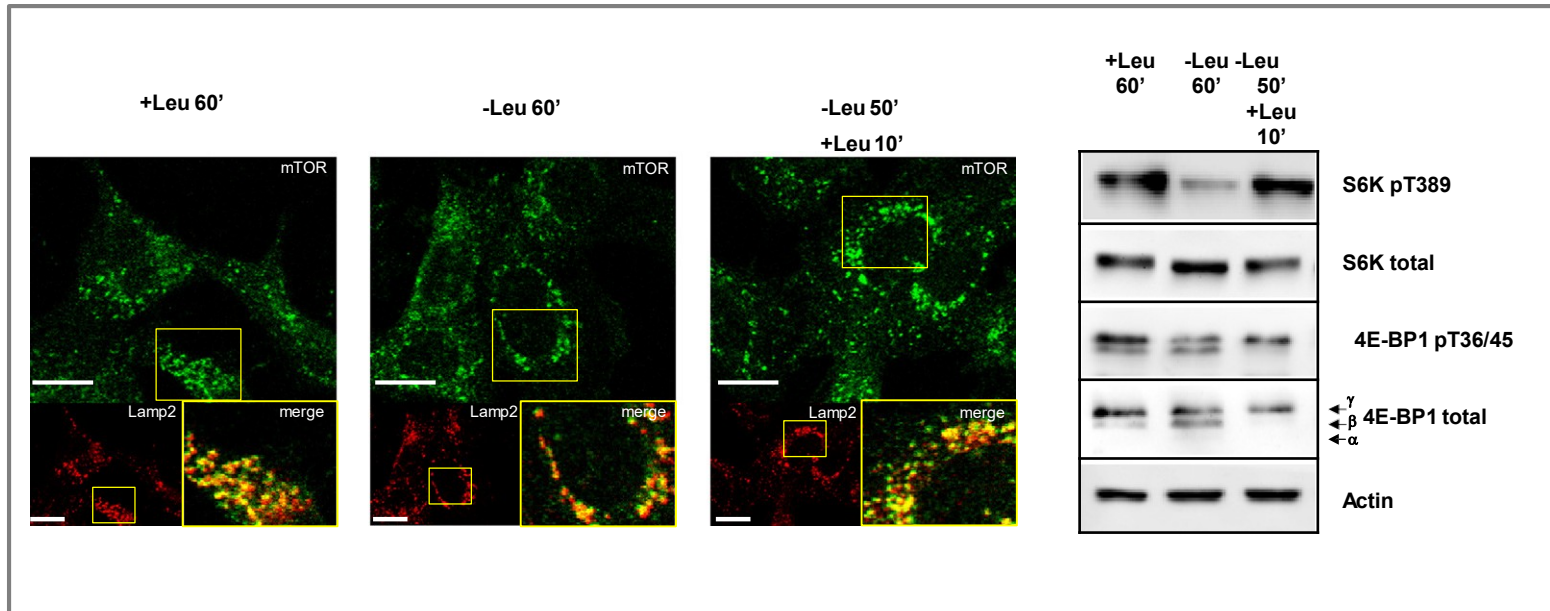 +Leu 60’
-Leu 60’
-Leu 50’
+Leu 10’
mTOR
mTOR
mTOR
Lamp2
merge
Lamp2
merge
Lamp2
merge
+Leu -Leu -Leu
60’ 60’ 50’
+Leu
10’
S6K pT389
S6K total
4E-BP1 pT36/45
γ
β 4E-BP1 total
α
Actin